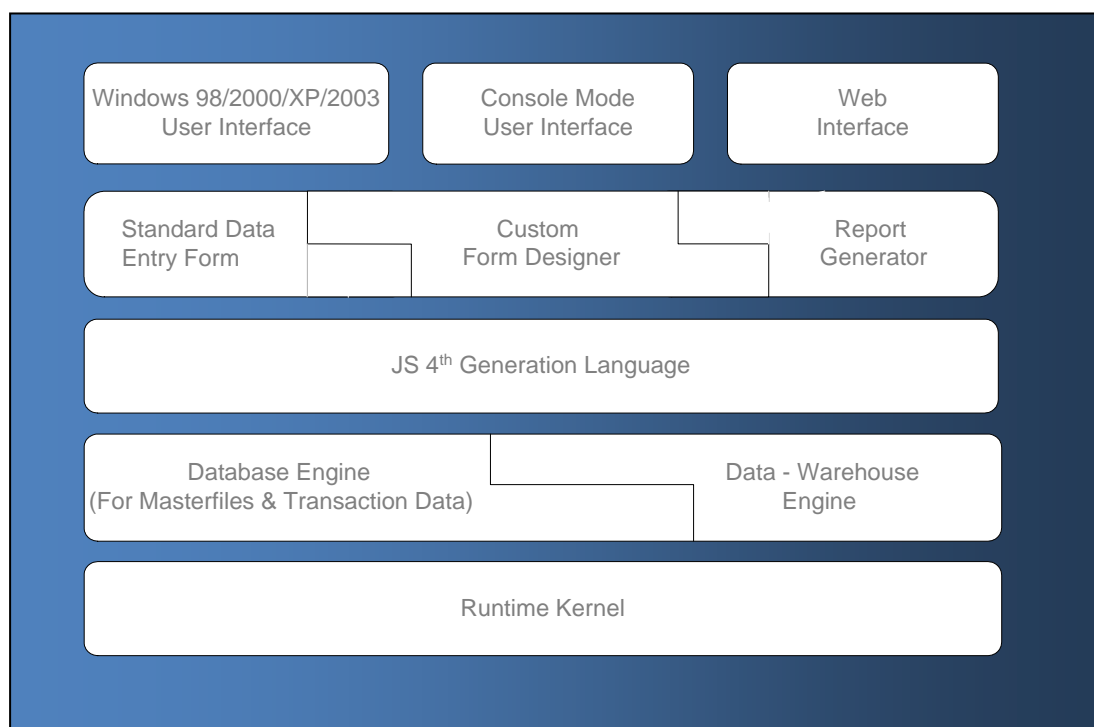 Windows 98/2000/XP/2003
User Interface
Console Mode
User Interface
Web
Interface
Standard Data
Entry Form
Custom
Form Designer
Report
Generator
JS 4th Generation Language
Database Engine
(For Masterfiles & Transaction Data)
Data - Warehouse
Engine
Runtime Kernel